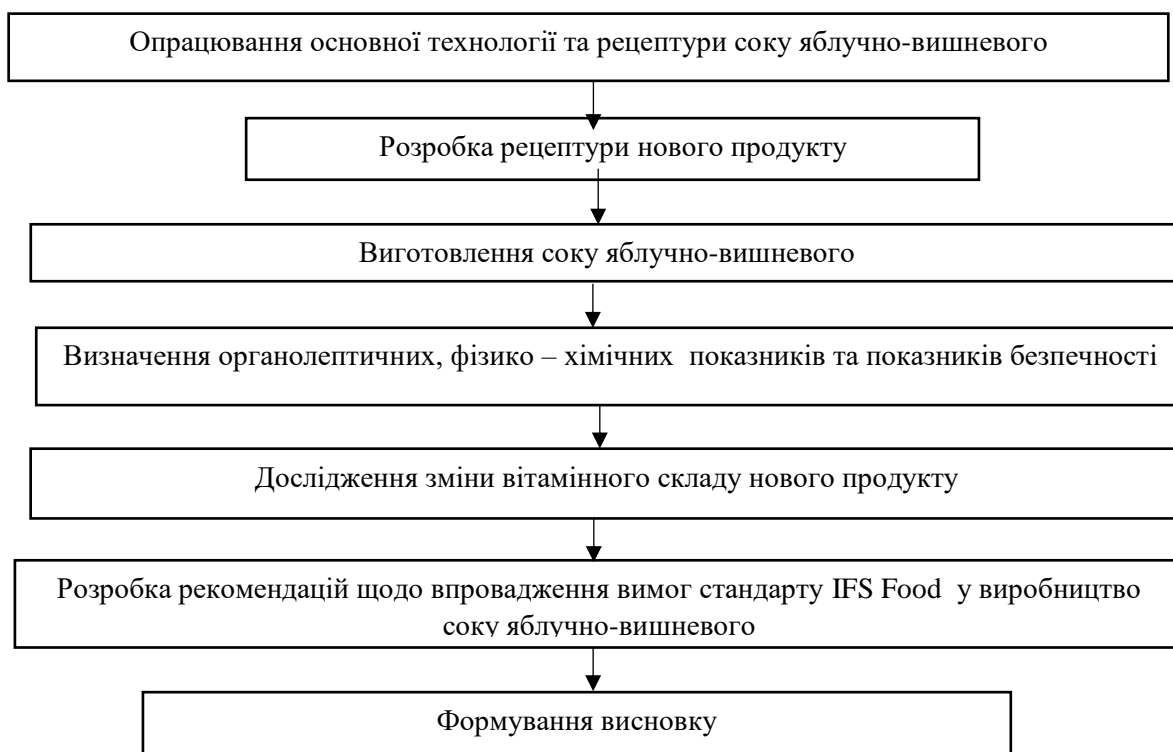 Опрацювання основної технології та рецептури соку яблучно-вишневого
Розробка рецептури нового продукту
Виготовлення соку яблучно-вишневого
Визначення органолептичних, фізико – хімічних показників та показників безпечності
Дослідження зміни вітамінного складу нового продукту
Розробка рекомендацій щодо впровадження вимог стандарту IFS Food у виробництво
соку яблучно-вишневого
Формування висновку